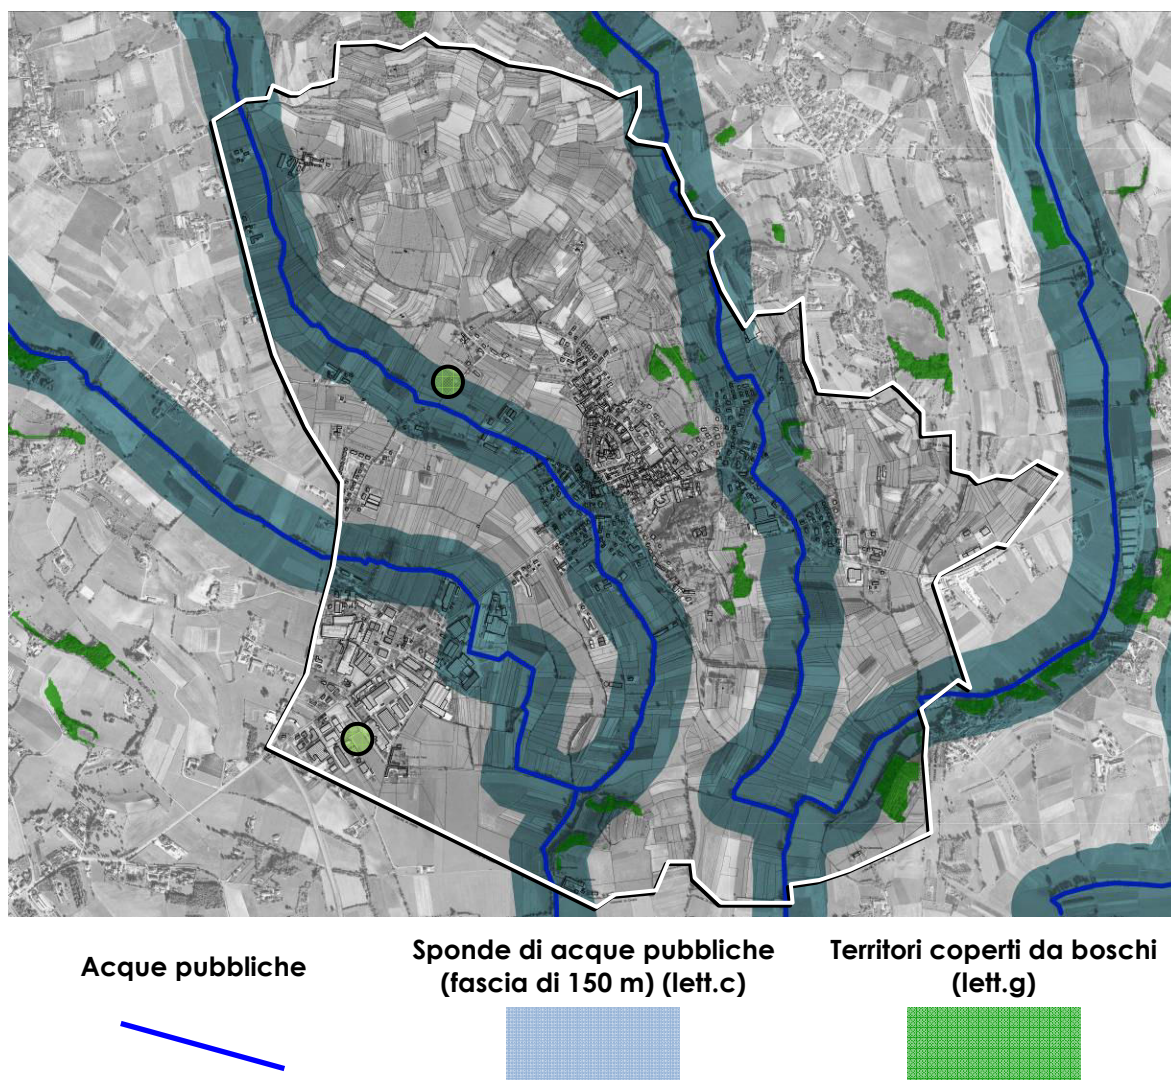 Acque pubbliche
Sponde di acque pubbliche
(fascia di 150 m) (lett.c)
Territori coperti da boschi
(lett.g)